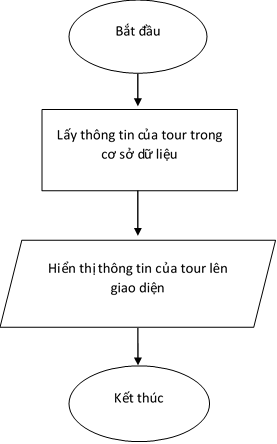 Bắt đầu
Lấy thông tin của tour trong
cơ sở dữ liệu
Hiển thị thông tin của tour lên
giao diện
Kết thúc